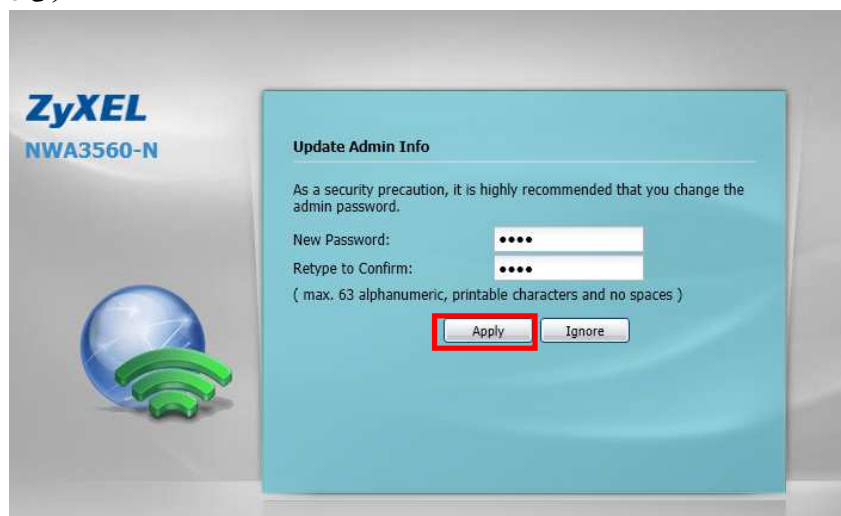 ZyXEL
NWA3560-N
Update Admin Info
As a security precaution, it is highly recommended that you change the
admin password.
New Password: ••••
Retype to Confirm: ••••
( max. 63 alphanumeric, printable characters and no spaces )
Apply Ignore